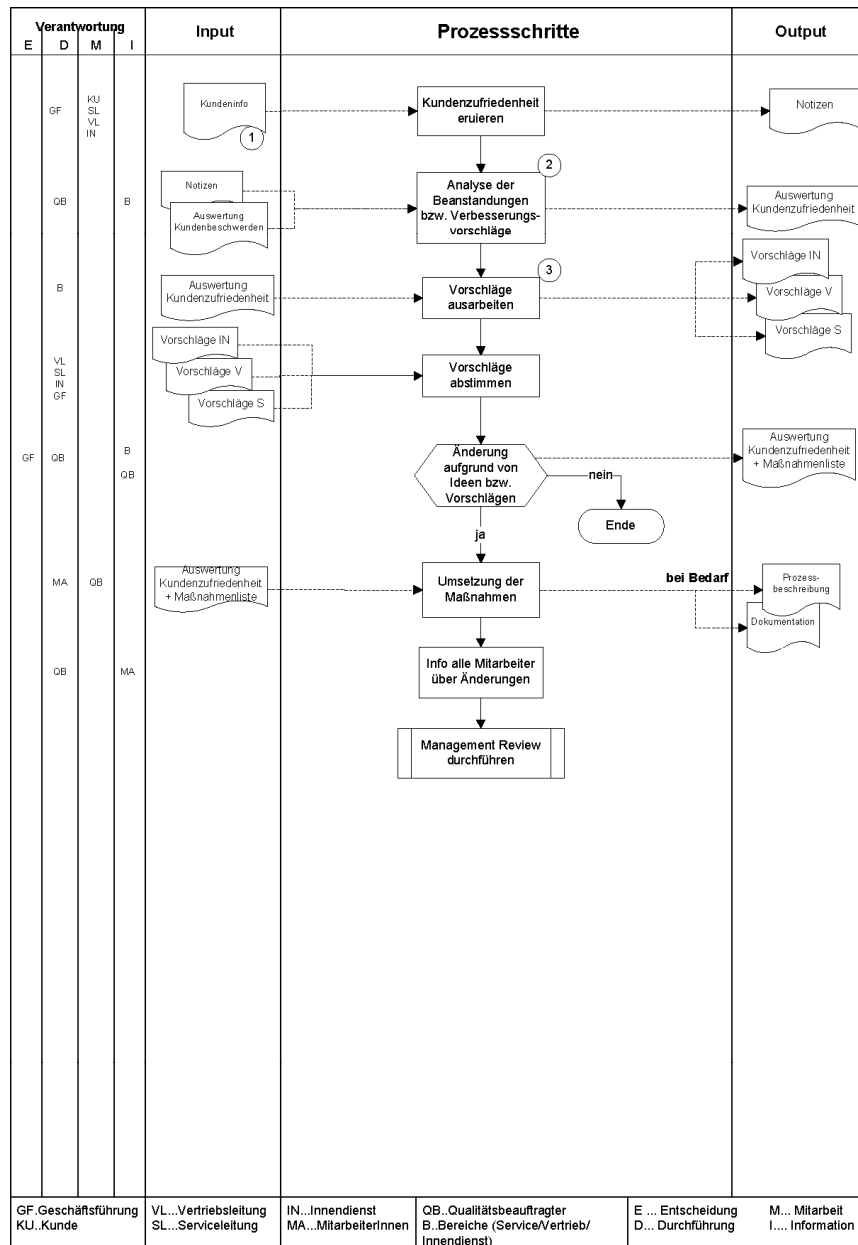 Verantwortung
E D M I
Input
Prozessschritte
Output
GF
KU
SL
VL
IN
Kundeninfo
1
Kundenzufriedenheit
eruieren
Notizen
QB
B
Notizen
Auswertung
Kundenbeschwerden
2
Analyse der
Beanstandungen
bzw. Verbesserungs-
vorschläge
Auswertung
Kundenzufriedenheit
B
Auswertung
Kundenzufriedenheit
3
Vorschläge
ausarbeiten
Vorschläge IN
Vorschläge V
Vorschläge S
VL
SL
IN
GF
Vorschläge IN
Vorschläge V
Vorschläge S
Vorschläge
abstimmen
GF
QB
B
QB
Änderung
aufgrund von
Ideen bzw.
Vorschlägen
nein
Ende
ja
Auswertung
Kundenzufriedenheit
+ Maßnahmenliste
MA
QB
Auswertung
Kundenzufriedenheit
+ Maßnahmenliste
Umsetzung der
Maßnahmen
bei Bedarf
Prozess-
beschreibung
Dokumentation
QB
MA
Info alle Mitarbeiter
über Änderungen
Management Review
durchführen
GF.Geschäftsführung
KU..Kunde
VL...Vertriebsleitung
SL...Serviceleitung
IN...Innendienst
MA...MitarbeiterInnen
QB..Qualitätsbeauftragter
B..Bereiche (Service/Vertrieb/
Innendienst)
E ... Entscheidung
D... Durchführung
M... Mitarbeit
I.... Information